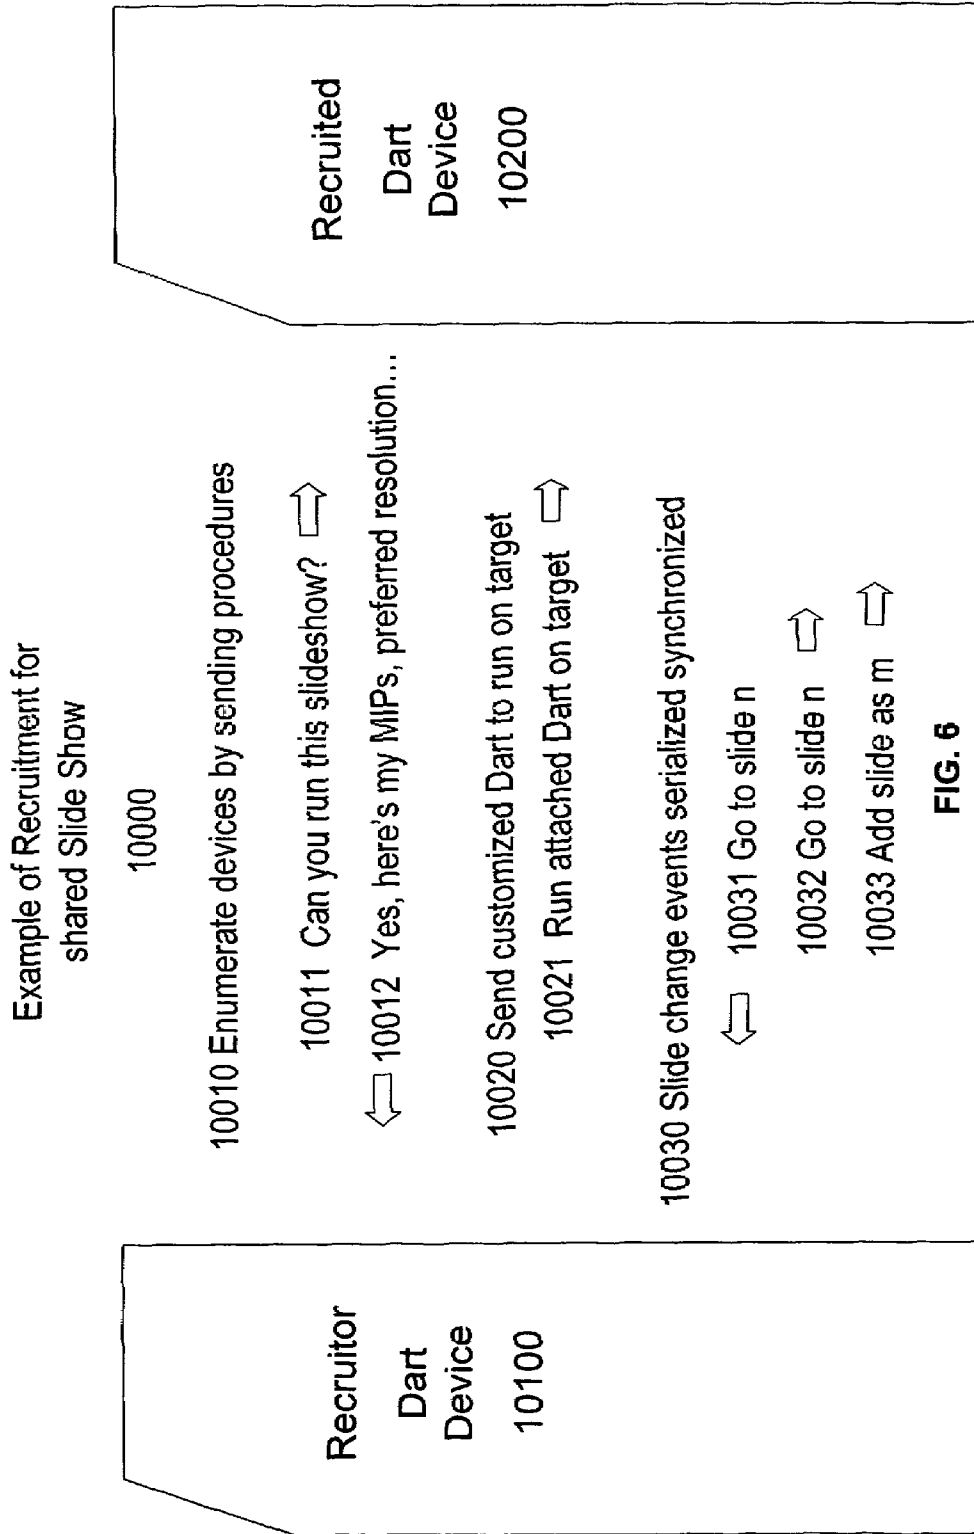 Example of Recruitment for
shared Slide Show
10000
Recruitor
Dart
Device
10100
10010 Enumerate devices by sending procedures
10011 Can you run this slideshow?
10012 Yes, here's my MIPs, preferred resolution...
10020 Send customized Dart to run on target
10021 Run attached Dart on target
10030 Slide change events serialized synchronized
10031 Go to slide n
10032 Go to slide n
10033 Add slide as m
Recruited
Dart
Device
10200
FIG. 6